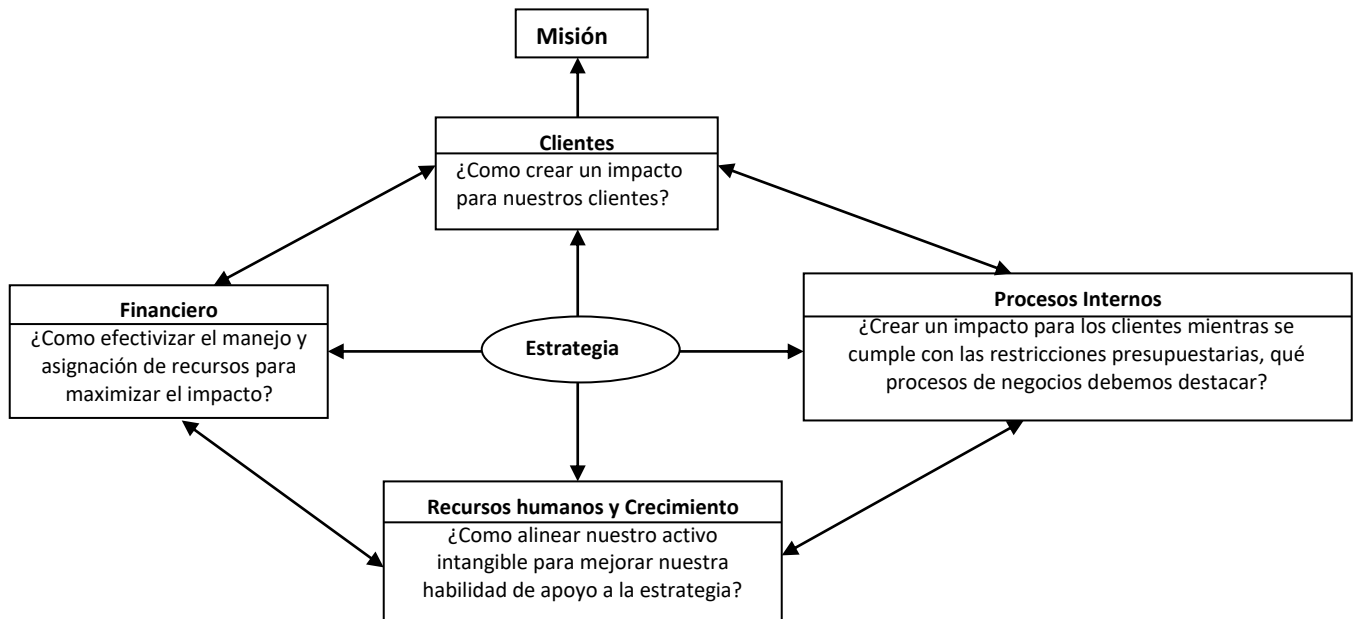 Misión
Clientes
¿Como crear un impacto
para nuestros clientes?
Financiero
¿Como efectivizar el manejo y
asignación de recursos para
maximizar el impacto?
Estrategia
Procesos Internos
¿Crear un impacto para los clientes mientras se
cumple con las restricciones presupuestarias, qué
procesos de negocios debemos destacar?
Recursos humanos y Crecimiento
¿Como alinear nuestro activo
intangible para mejorar nuestra
habilidad de apoyo a la estrategia?